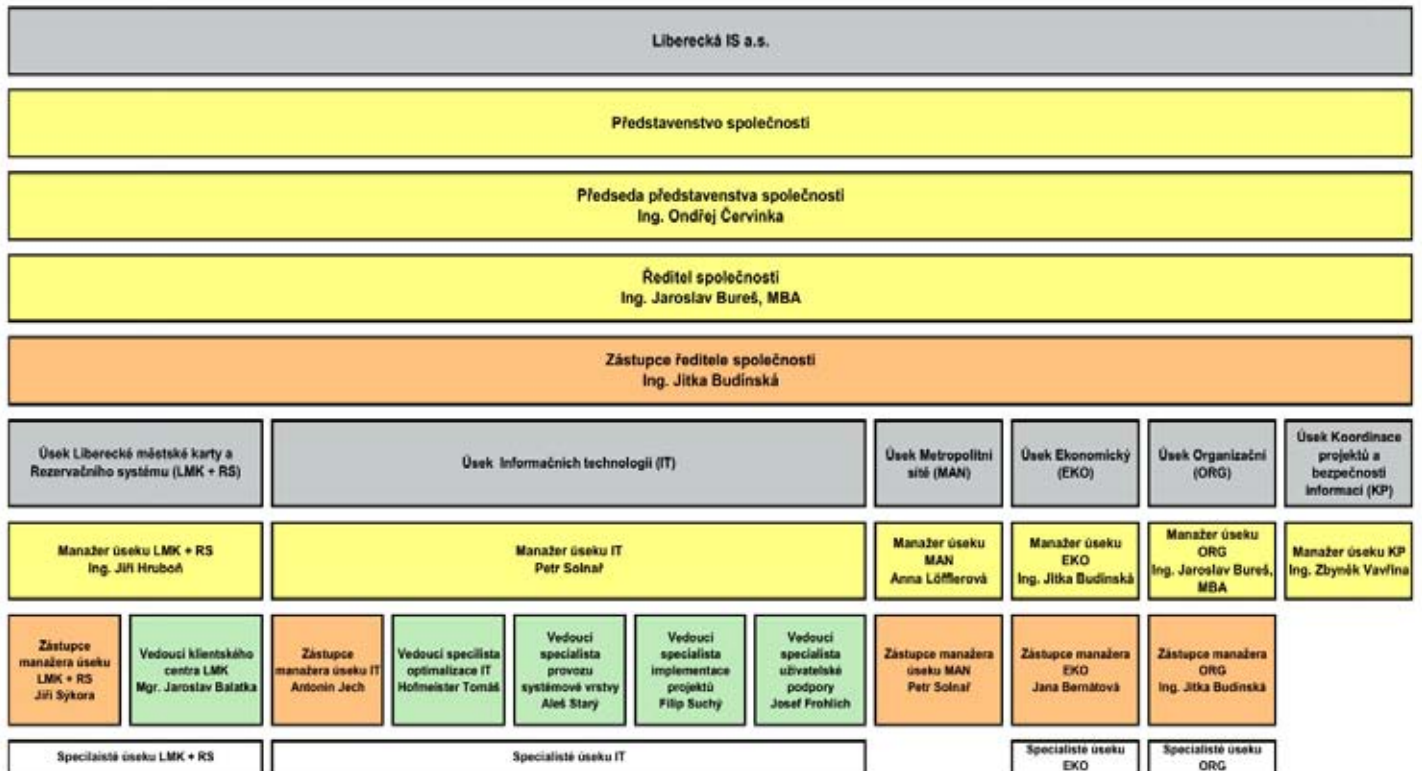 Liberecká IS a.s.
Představenstvo společnosti
Předseda představenstva společnosti
Ing. Ondřej Červinka
Ředitel společnosti
Ing. Jaroslav Bureš, MBA
Zástupce ředitele společnosti
Ing. Jitka Budínská
Úsek Liberecké městské karty a
Rezervačního systému (LMK + RS)
Úsek Informačních technologií (IT)
Úsek Metropolitní
sítě (MAN)
Úsek Ekonomický
(EKO)
Úsek Organizační
(ORG)
Úsek Koordinace
projektů a
bezpečnosti
informací (KP)
Manažer úseku LMK + RS
Ing. Jiří Hruboň
Manažer úseku IT
Petr Solnař
Manažer úseku
MAN
Anna Löfflerová
Manažer úseku
EKO
Ing. Jitka Budínská
Manažer úseku
ORG
Ing. Jaroslav Bureš,
MBA
Manažer úseku KP
Ing. Zbyněk Vavřina
Zástupce
manažera úseku
LMK + RS
Jiří Sýkora
Vedoucí klientského
centra LMK
Mgr. Jaroslav Balatka
Zástupce
manažera úseku IT
Antonín Jech
Vedoucí specilista
optimalizace IT
Hofmeister Tomáš
Vedoucí
specialista
provozu
systémové vrstvy
Aleš Starý
Vedoucí
specialista
implementace
projektů
Filip Suchý
Vedoucí
specialista
uživatelské
podpory
Josef Frohlich
Zástupce manažera
úseku MAN
Petr Solnař
Zástupce manažera
EKO
Jana Bernátová
Zástupce manažera
ORG
Ing. Jitka Budínská
Specilaisté úseku LMK + RS
Specialisté úseku IT
Specialisté úseku
EKO
Specialisté úseku
ORG